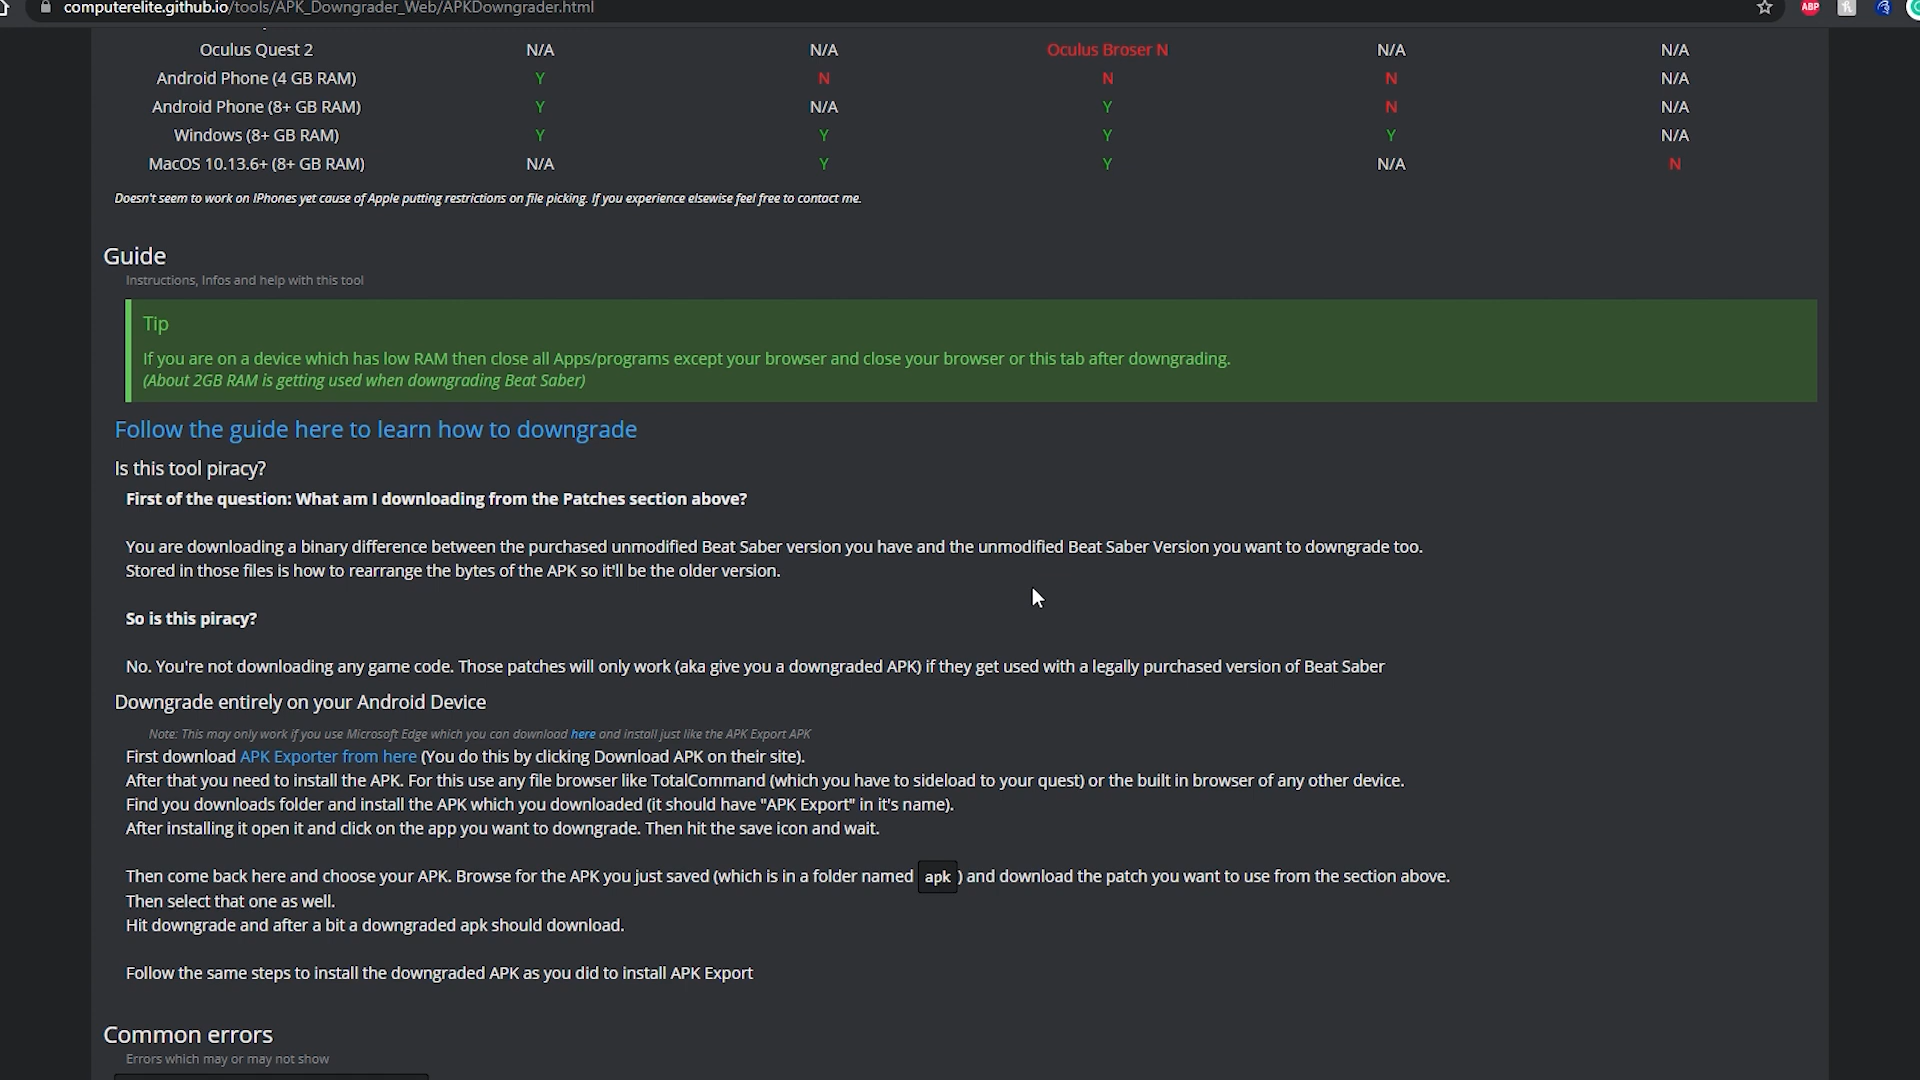 computerelite.github.io/tools/APK_Downgrader_Web/APKDowngrader.html
ABP
Oculus Quest 2 N/A N/A Oculus Broser N N/A N/A
Android Phone (4 GB RAM) Y N N N N/A
Android Phone (8+ GB RAM) Y N/A Y N N/A
Windows (8+ GB RAM) Y Y Y Y N/A
MacOS 10.13.6+ (8+ GB RAM) N/A Y Y N/A N
Doesn't seem to work on IPhones yet cause of Apple putting restrictions on file picking. If you experience elsewise feel free to contact me.
Guide
Instructions, Infos and help with this tool
Tip
If you are on a device which has low RAM then close all Apps/programs except your browser and close your browser or this tab after downgrading.
(About 2GB RAM is getting used when downgrading Beat Saber)
Follow the guide here to learn how to downgrade
Is this tool piracy?
First of the question: What am I downloading from the Patches section above?
You are downloading a binary difference between the purchased unmodified Beat Saber version you have and the unmodified Beat Saber Version you want to downgrade too.
Stored in those files is how to rearrange the bytes of the APK so it'll be the older version.
So is this piracy?
No. You're not downloading any game code. Those patches will only work (aka give you a downgraded APK) if they get used with a legally purchased version of Beat Saber
Downgrade entirely on your Android Device
Note: This may only work if you use Microsoft Edge which you can download here and install just like the APK Export APK
First download APK Exporter from here (You do this by clicking Download APK on their site).
After that you need to install the APK. For this use any file browser like TotalCommand (which you have to sideload to your quest) or the built in browser of any other device.
Find you downloads folder and install the APK which you downloaded (it should have "APK Export" in it's name).
After installing it open it and click on the app you want to downgrade. Then hit the save icon and wait.
Then come back here and choose your APK. Browse for the APK you just saved (which is in a folder named apk ) and download the patch you want to use from the section above.
Then select that one as well.
Hit downgrade and after a bit a downgraded apk should download.
Follow the same steps to install the downgraded APK as you did to install APK Export
Common errors
Errors which may or may not show